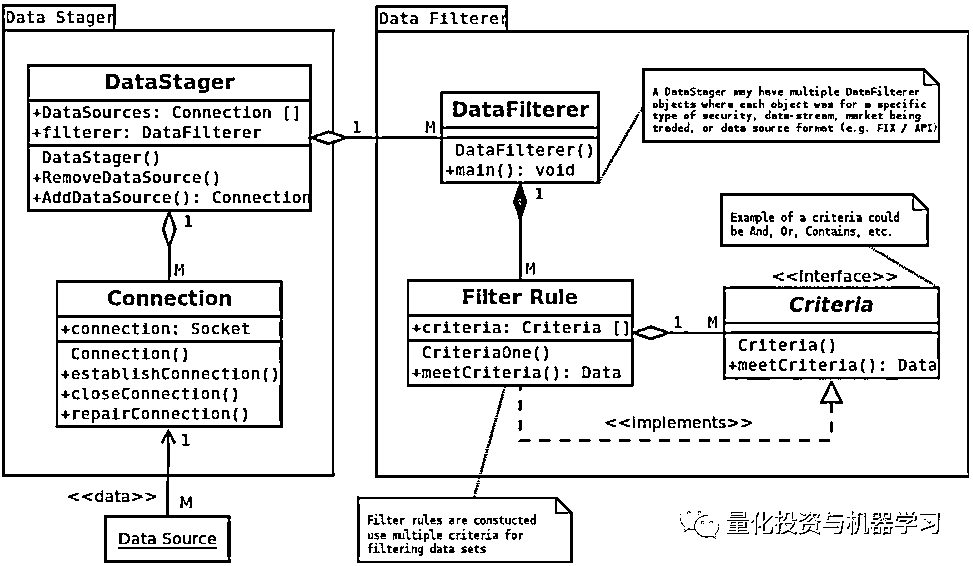 Data Stager
DataStager
+DataSources: Connection []
+filterer: DataFilterer
DataStager()
+RemoveDataSource()
+AddDataSource(): Connection
1
M
Connection
+connection: Socket
Connection()
+establishConnection()
+closeConnection()
+repairConnection()
1
<<data>>
M
Data Source
Data Filterer
1
M
DataFilterer
DataFilterer()
+main(): void
A DataStager may have multiple DataFilterer
objects where each object was for a specific
type of security, data-stream, market being
traded, or data source format (e.g. FIX / API)
1
M
Filter Rule
+criteria: Criteria []
CriteriaOne()
+meetCriteria(): Data
1
M
Example of a criteria could
be And, Or, Contains, etc.
<<interface>>
Criteria
Criteria()
+meetCriteria(): Data
<<implements>>
Filter rules are constucted
use multiple criteria for
filtering data sets
量化投资与机器学习